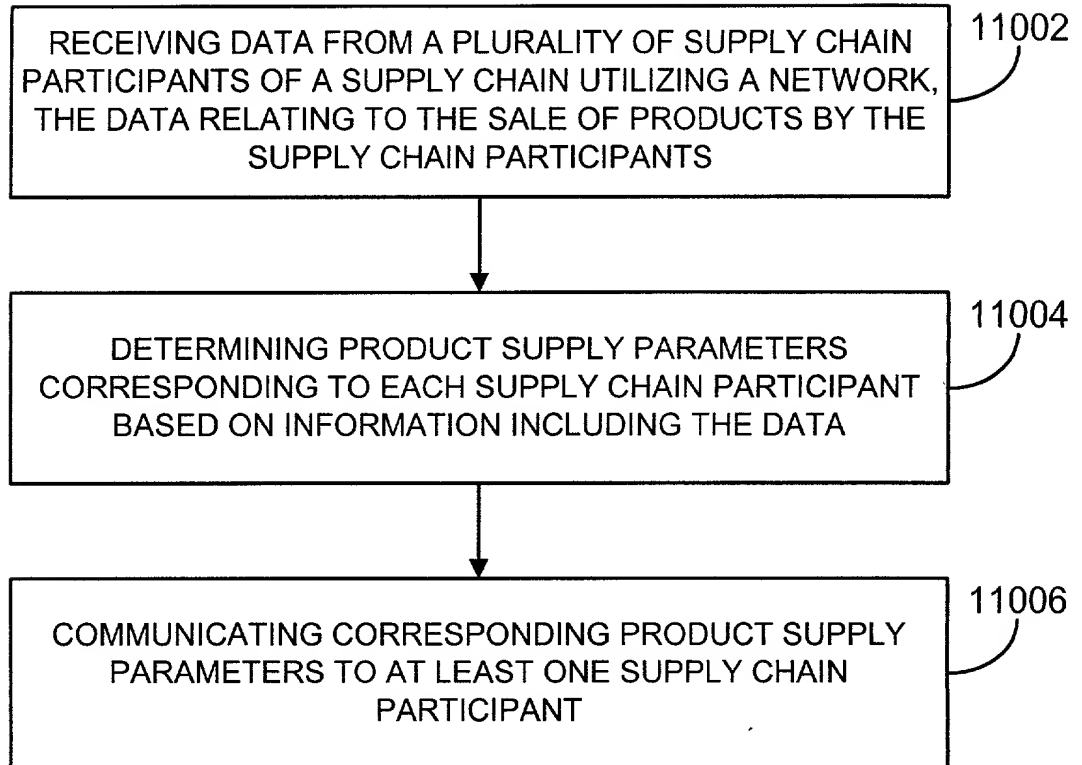 RECEIVING DATA FROM A PLURALITY OF SUPPLY CHAIN
PARTICIPANTS OF A SUPPLY CHAIN UTILIZING A NETWORK,
THE DATA RELATING TO THE SALE OF PRODUCTS BY THE
SUPPLY CHAIN PARTICIPANTS
11002
DETERMINING PRODUCT SUPPLY PARAMETERS
CORRESPONDING TO EACH SUPPLY CHAIN PARTICIPANT
BASED ON INFORMATION INCLUDING THE DATA
11004
COMMUNICATING CORRESPONDING PRODUCT SUPPLY
PARAMETERS TO AT LEAST ONE SUPPLY CHAIN
PARTICIPANT
11006